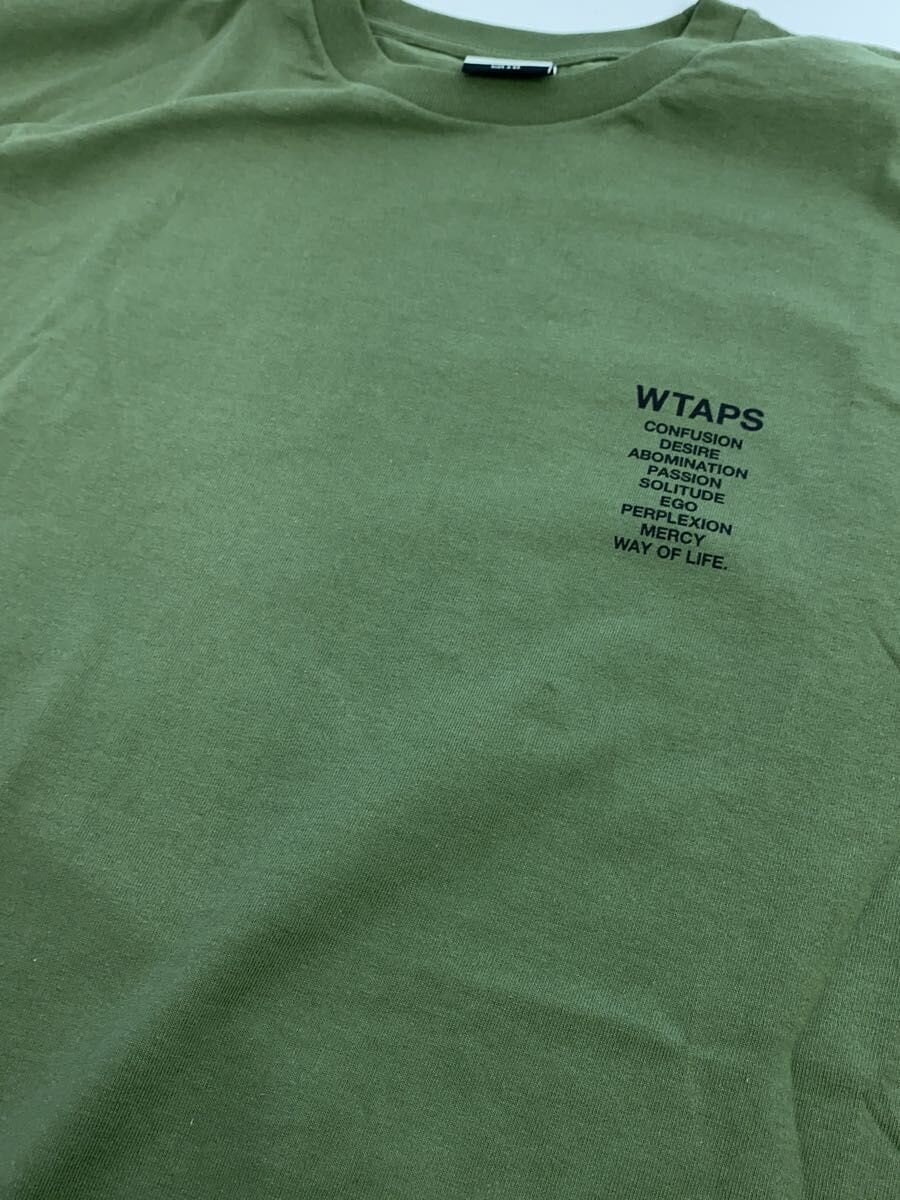 WTAPS
CONFUSION
DESIRE
ABOMINATION
PASSION
SOLITUDE
EGO
PERPLEXION
MERCY
WAY OF LIFE.